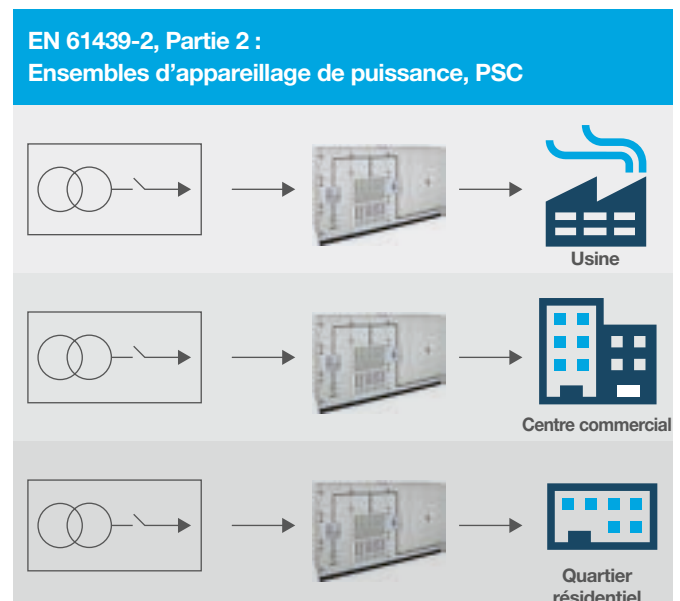 EN 61439-2, Partie 2 :
Ensembles d’appareillage de puissance, PSC
Usine
Centre commercial
Quartier
résidentiel